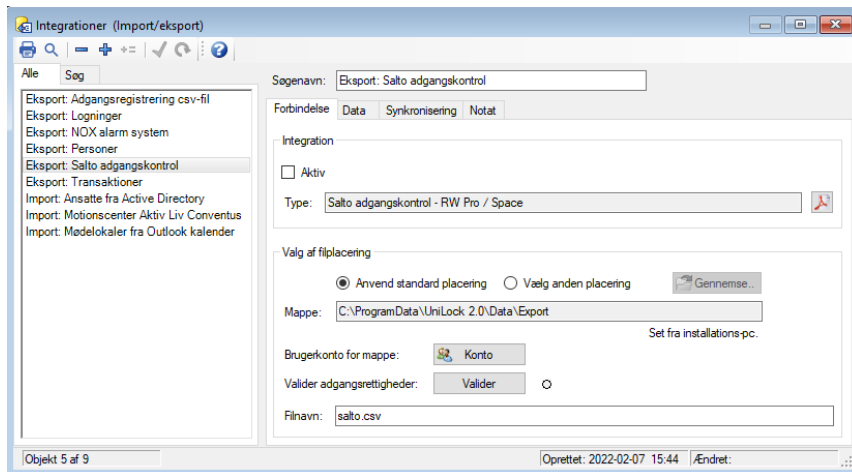 Integrationer (Import/eksport)
Alle Søg
Eksport: Adgangsregistrering csv-fil
Eksport: Logninger
Eksport: NOX alarm system
Eksport: Personer
Eksport: Salto adgangskontrol
Eksport: Transaktioner
Import: Ansatte fra Active Directory
Import: Motionscenter Aktiv Liv Conventus
Import: Mødelokaler fra Outlook kalender
Søgenavn: Eksport: Salto adgangskontrol
Forbindelse Data Synkronisering Notat
Integration
Aktiv
Type: Salto adgangskontrol - RW Pro / Space
Valg af filplacering
Anvend standard placering Vælg anden placering Gennemse..
Mappe: C:\ProgramData\UniLock 2.0\Data\Export
Set fra installations-pc.
Brugerkonto for mappe: Konto
Valider adgangsrettigheder: Valider
Filnavn: salto.csv
Objekt 5 af 9 Oprettet: 2022-02-07 15:44 Ændret: